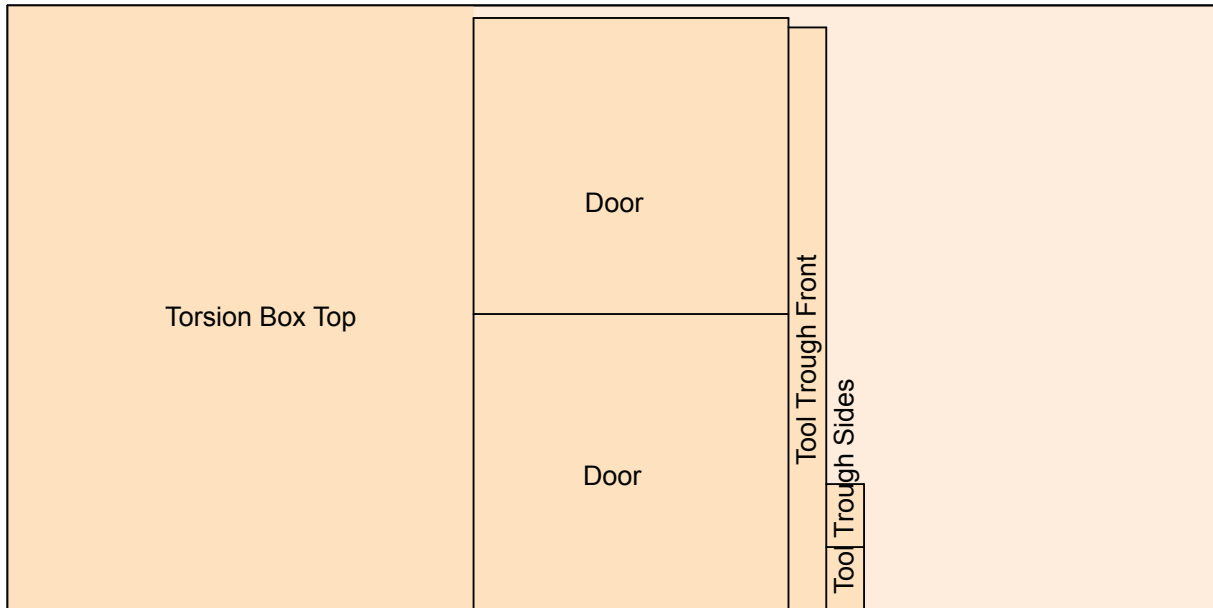 Torsion Box Top
Door
Door
Tool Trough Front
Tool Trough Sides